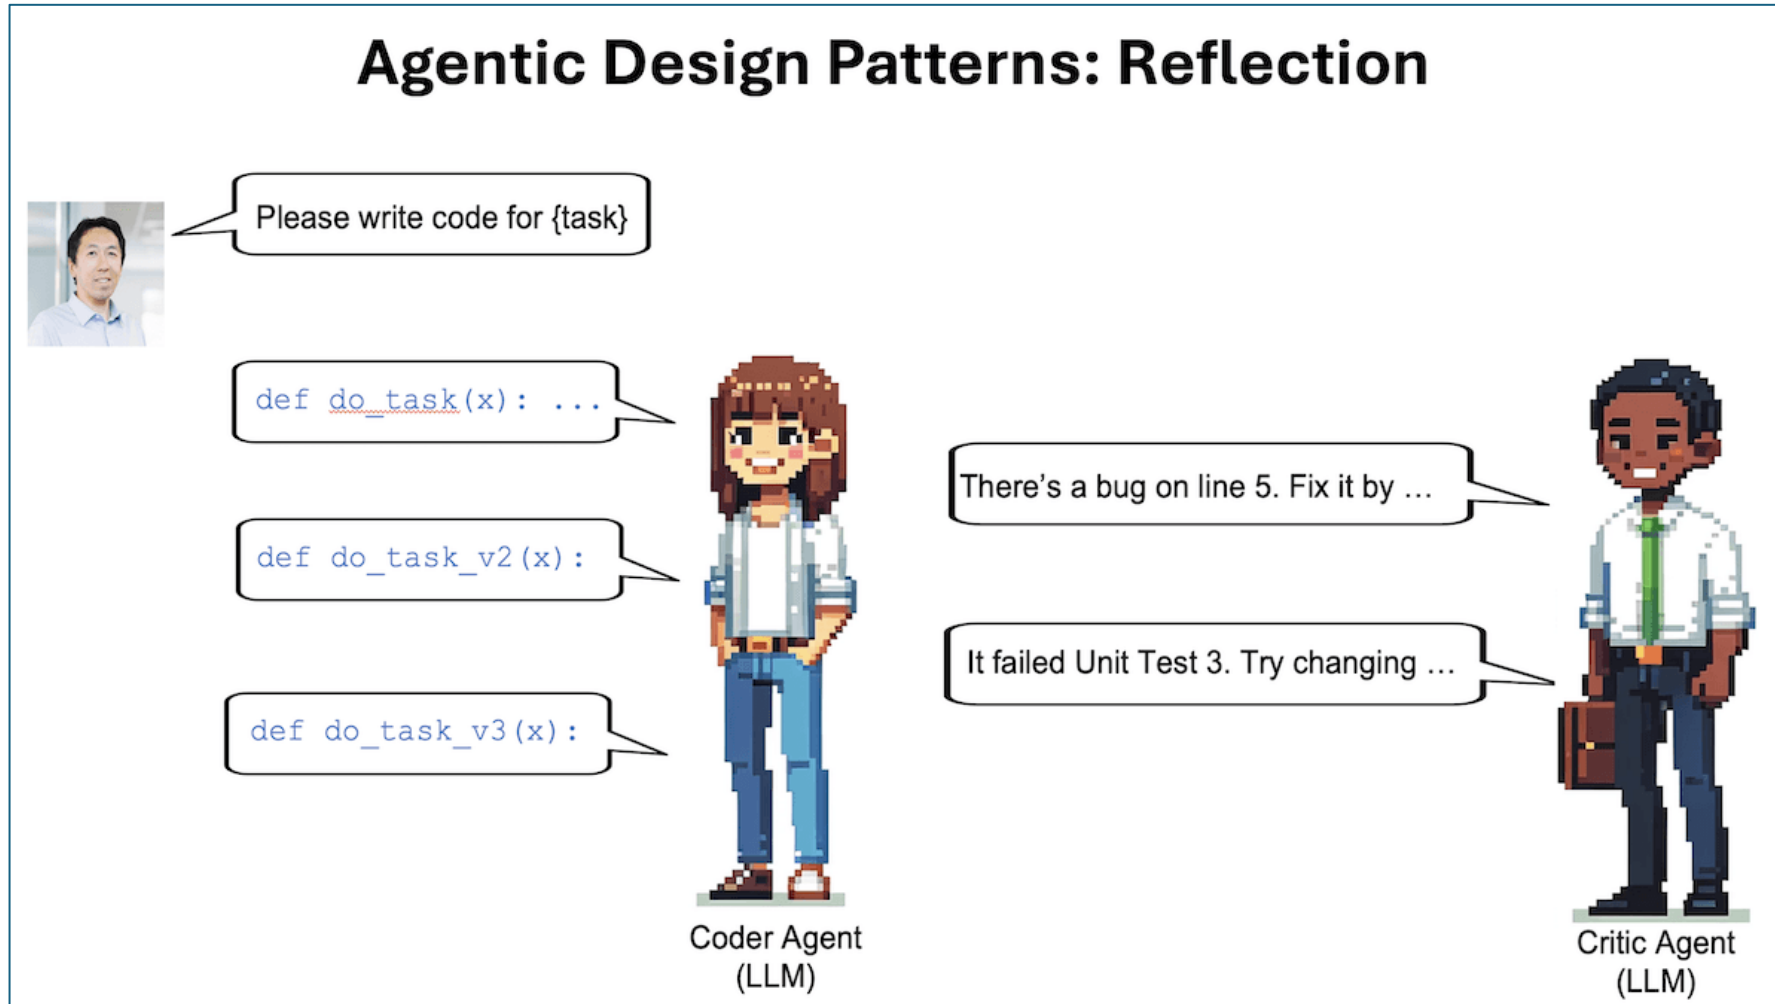 Agentic Design Patterns: Reflection
Please write code for {task}
def do_task(x): ...
There's a bug on line 5. Fix it by …
def do_task_v2(x):
It failed Unit Test 3. Try changing …
def do_task_v3(x):
Coder Agent
(LLM)
Critic Agent
(LLM)